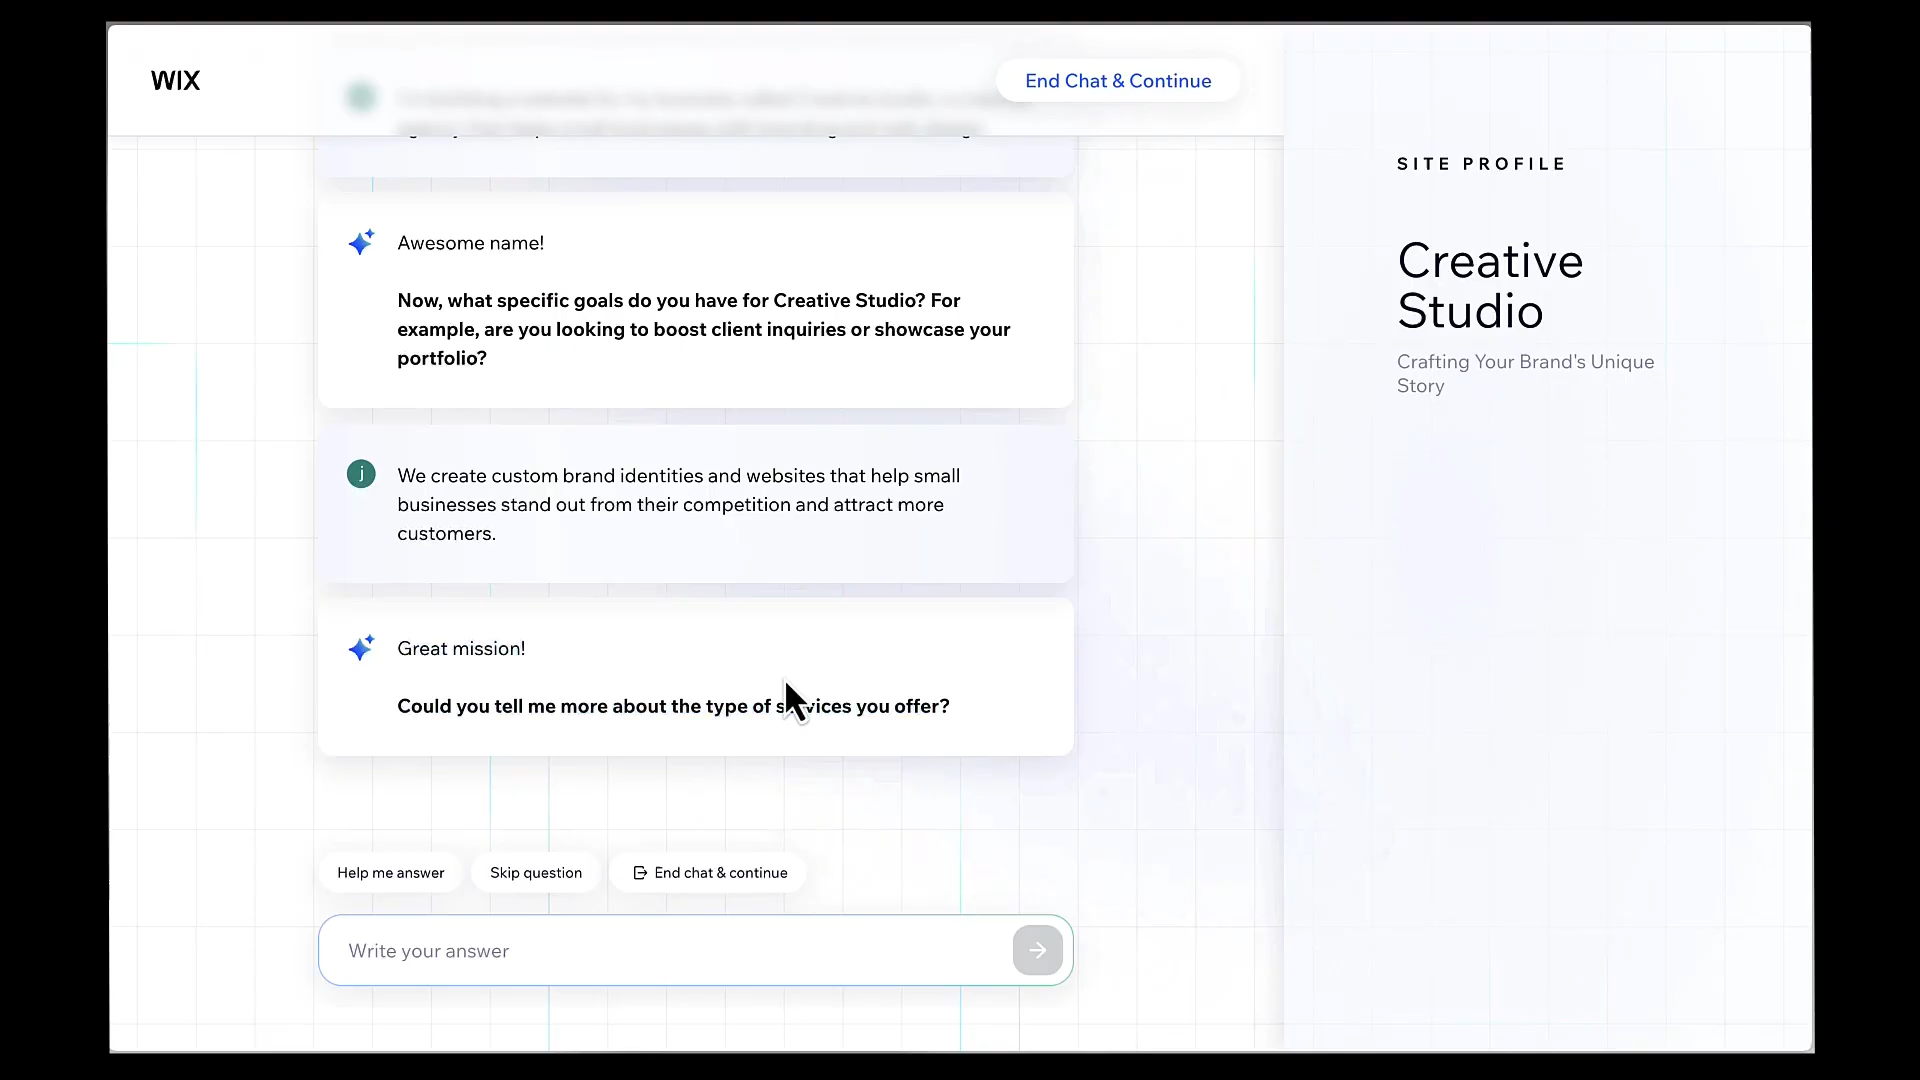 WIX
End Chat & Continue
Awesome name!
Now, what specific goals do you have for Creative Studio? For
example, are you looking to boost client inquiries or showcase your
portfolio?
j
We create custom brand identities and websites that help small
businesses stand out from their competition and attract more
customers.
Great mission!
Could you tell me more about the type of services you offer?
Help me answer
Skip question
End chat & continue
Write your answer
SITE PROFILE
Creative
Studio
Crafting Your Brand's Unique
Story